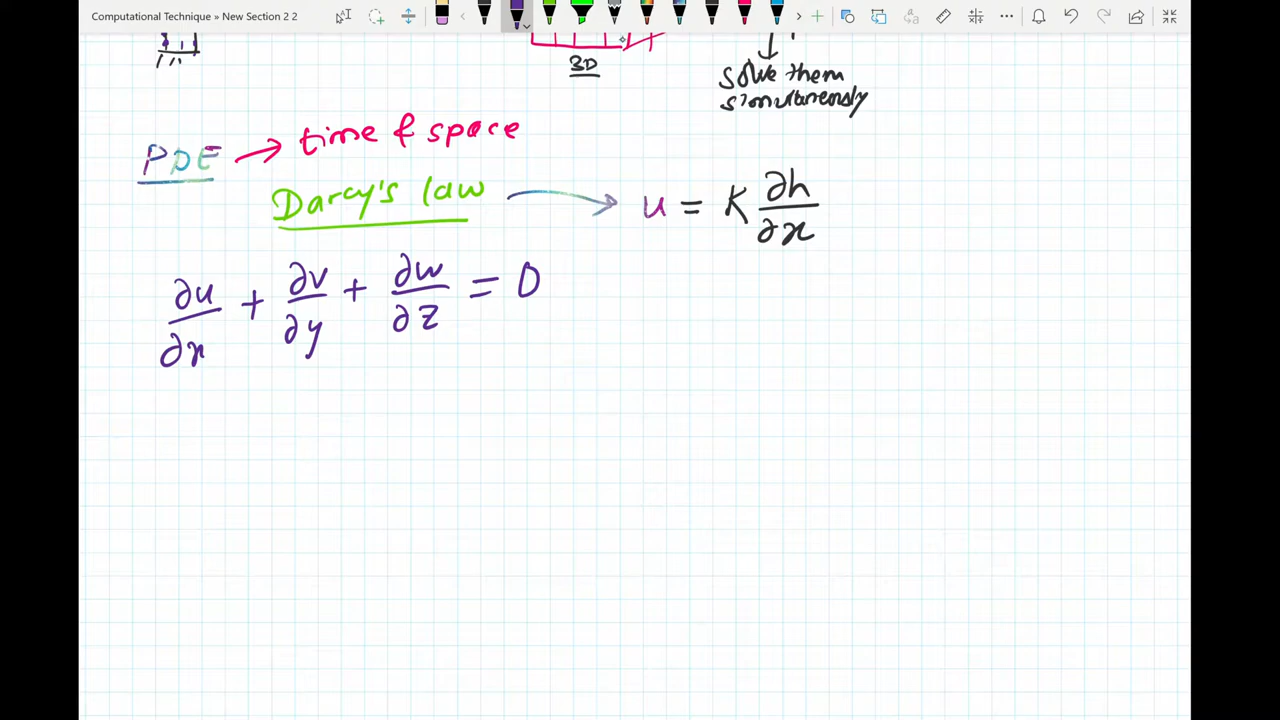 Computational Technique » New Section 2 2
3D
solve them
simultaneously
PDE → time & space
Darcy's law → u = K ∂h/∂x
∂u/∂x + ∂v/∂y + ∂w/∂z = 0